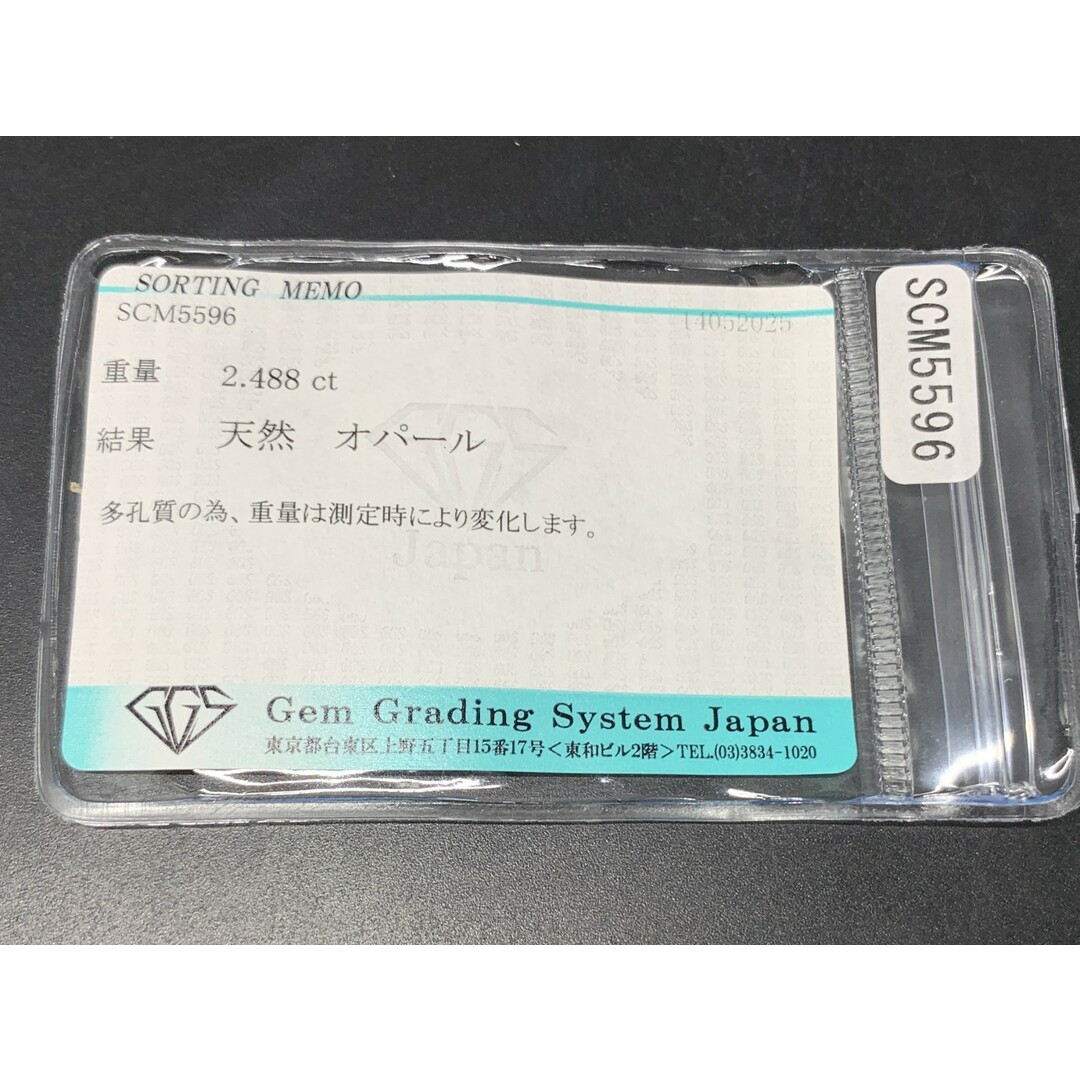 SORTING MEMO
SCM5596 14052025
重量 2.488 ct
結果 天然 オパール
多孔質の為、重量は測定時により変化します。
GGS
Japan
GGS
Gem Grading System Japan
東京都台東区上野五丁目15番17号<東和ビル2階>TEL.(03)3834-1020
SCM5596